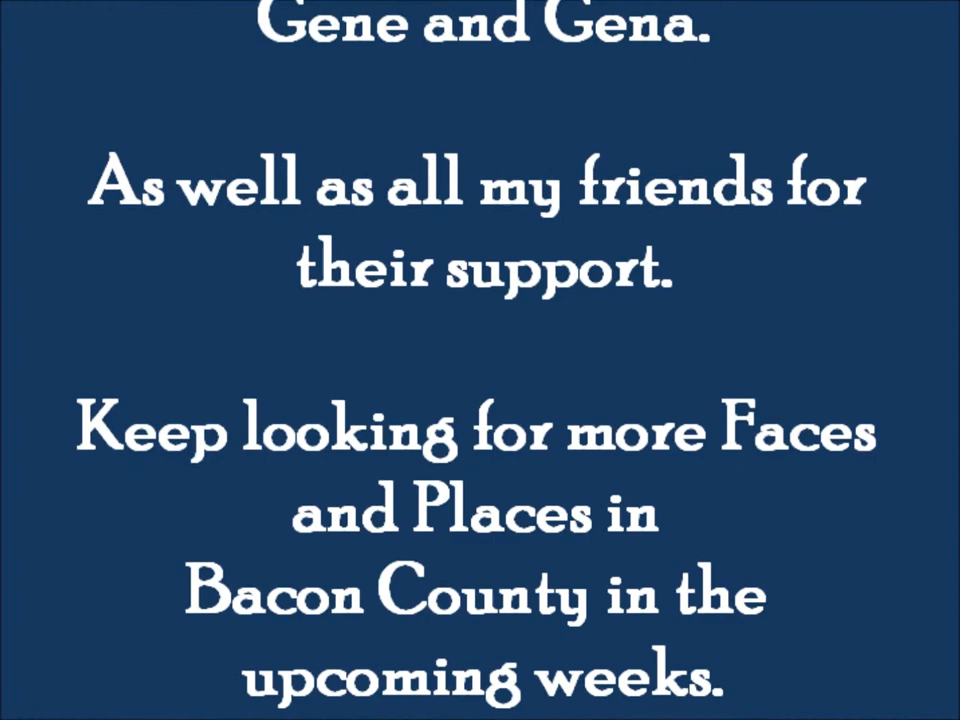 Gene and Gena.
As well as all my friends for
their support.
Keep looking for more Faces
and Places in
Bacon County in the
upcoming weeks.